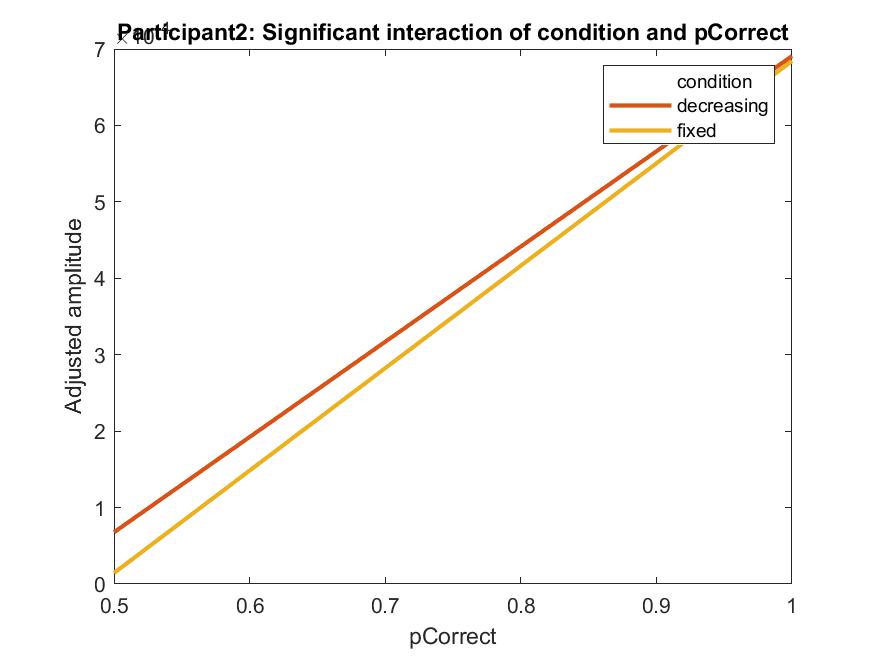 Participant2: Significant interaction of condition and pCorrect
7
6
5
4
3
2
1
0
Adjusted amplitude
condition
decreasing
fixed
0.5 0.6 0.7 0.8 0.9 1
pCorrect